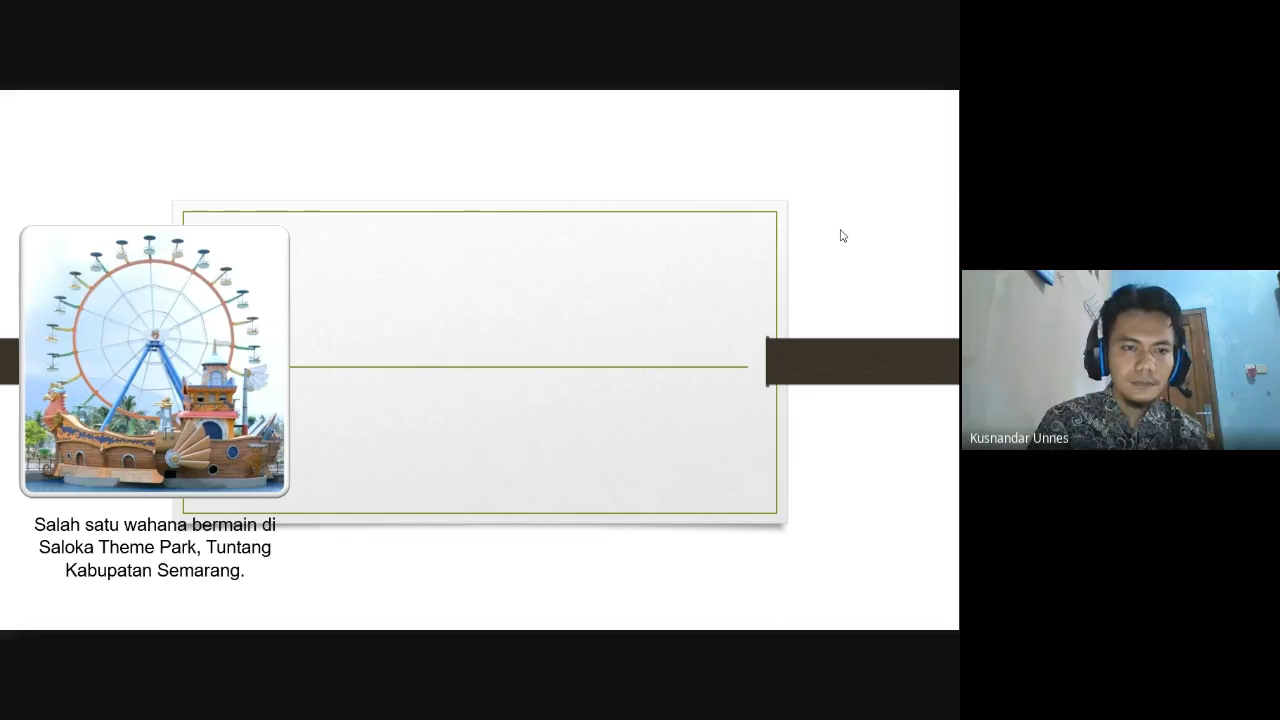 Salah satu wahana bermain di
Saloka Theme Park, Tuntang
Kabupatan Semarang.
Kusnandar Unnes